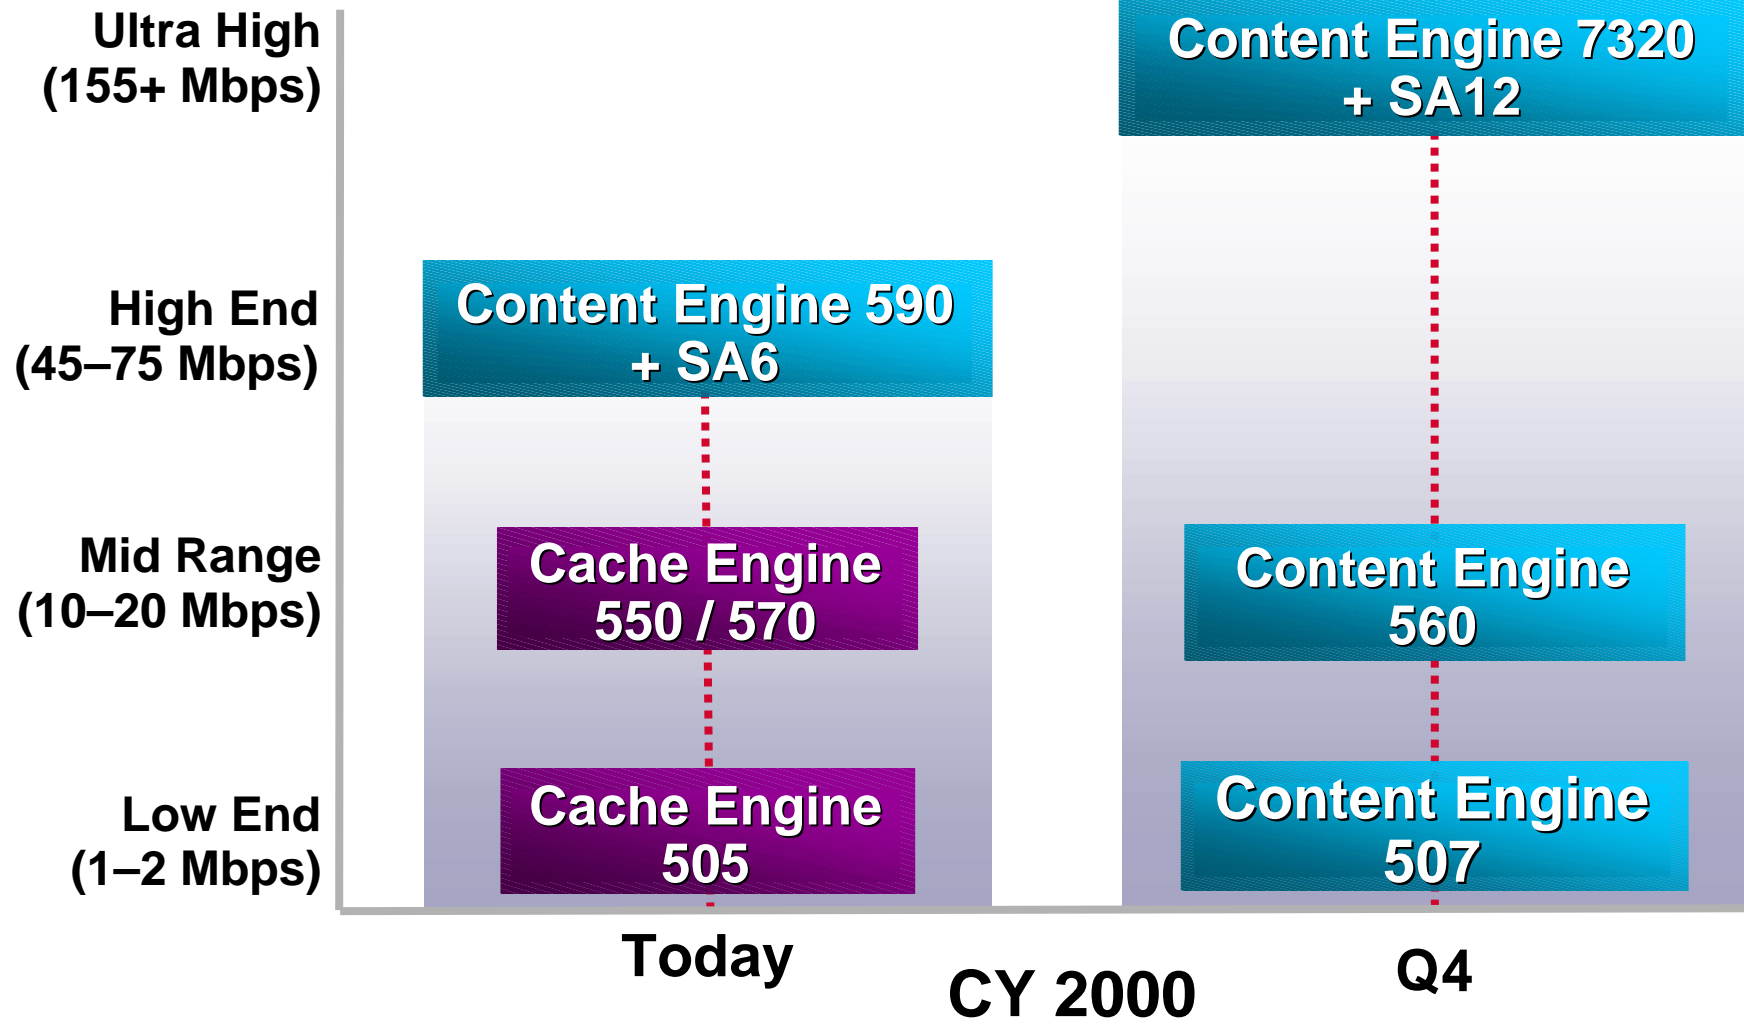 Ultra High
(155+ Mbps)
Content Engine 7320
+ SA12
High End
(45–75 Mbps)
Content Engine 590
+ SA6
Mid Range
(10–20 Mbps)
Cache Engine
550 / 570
Content Engine
560
Low End
(1–2 Mbps)
Cache Engine
505
Content Engine
507
Today
Q4
CY 2000